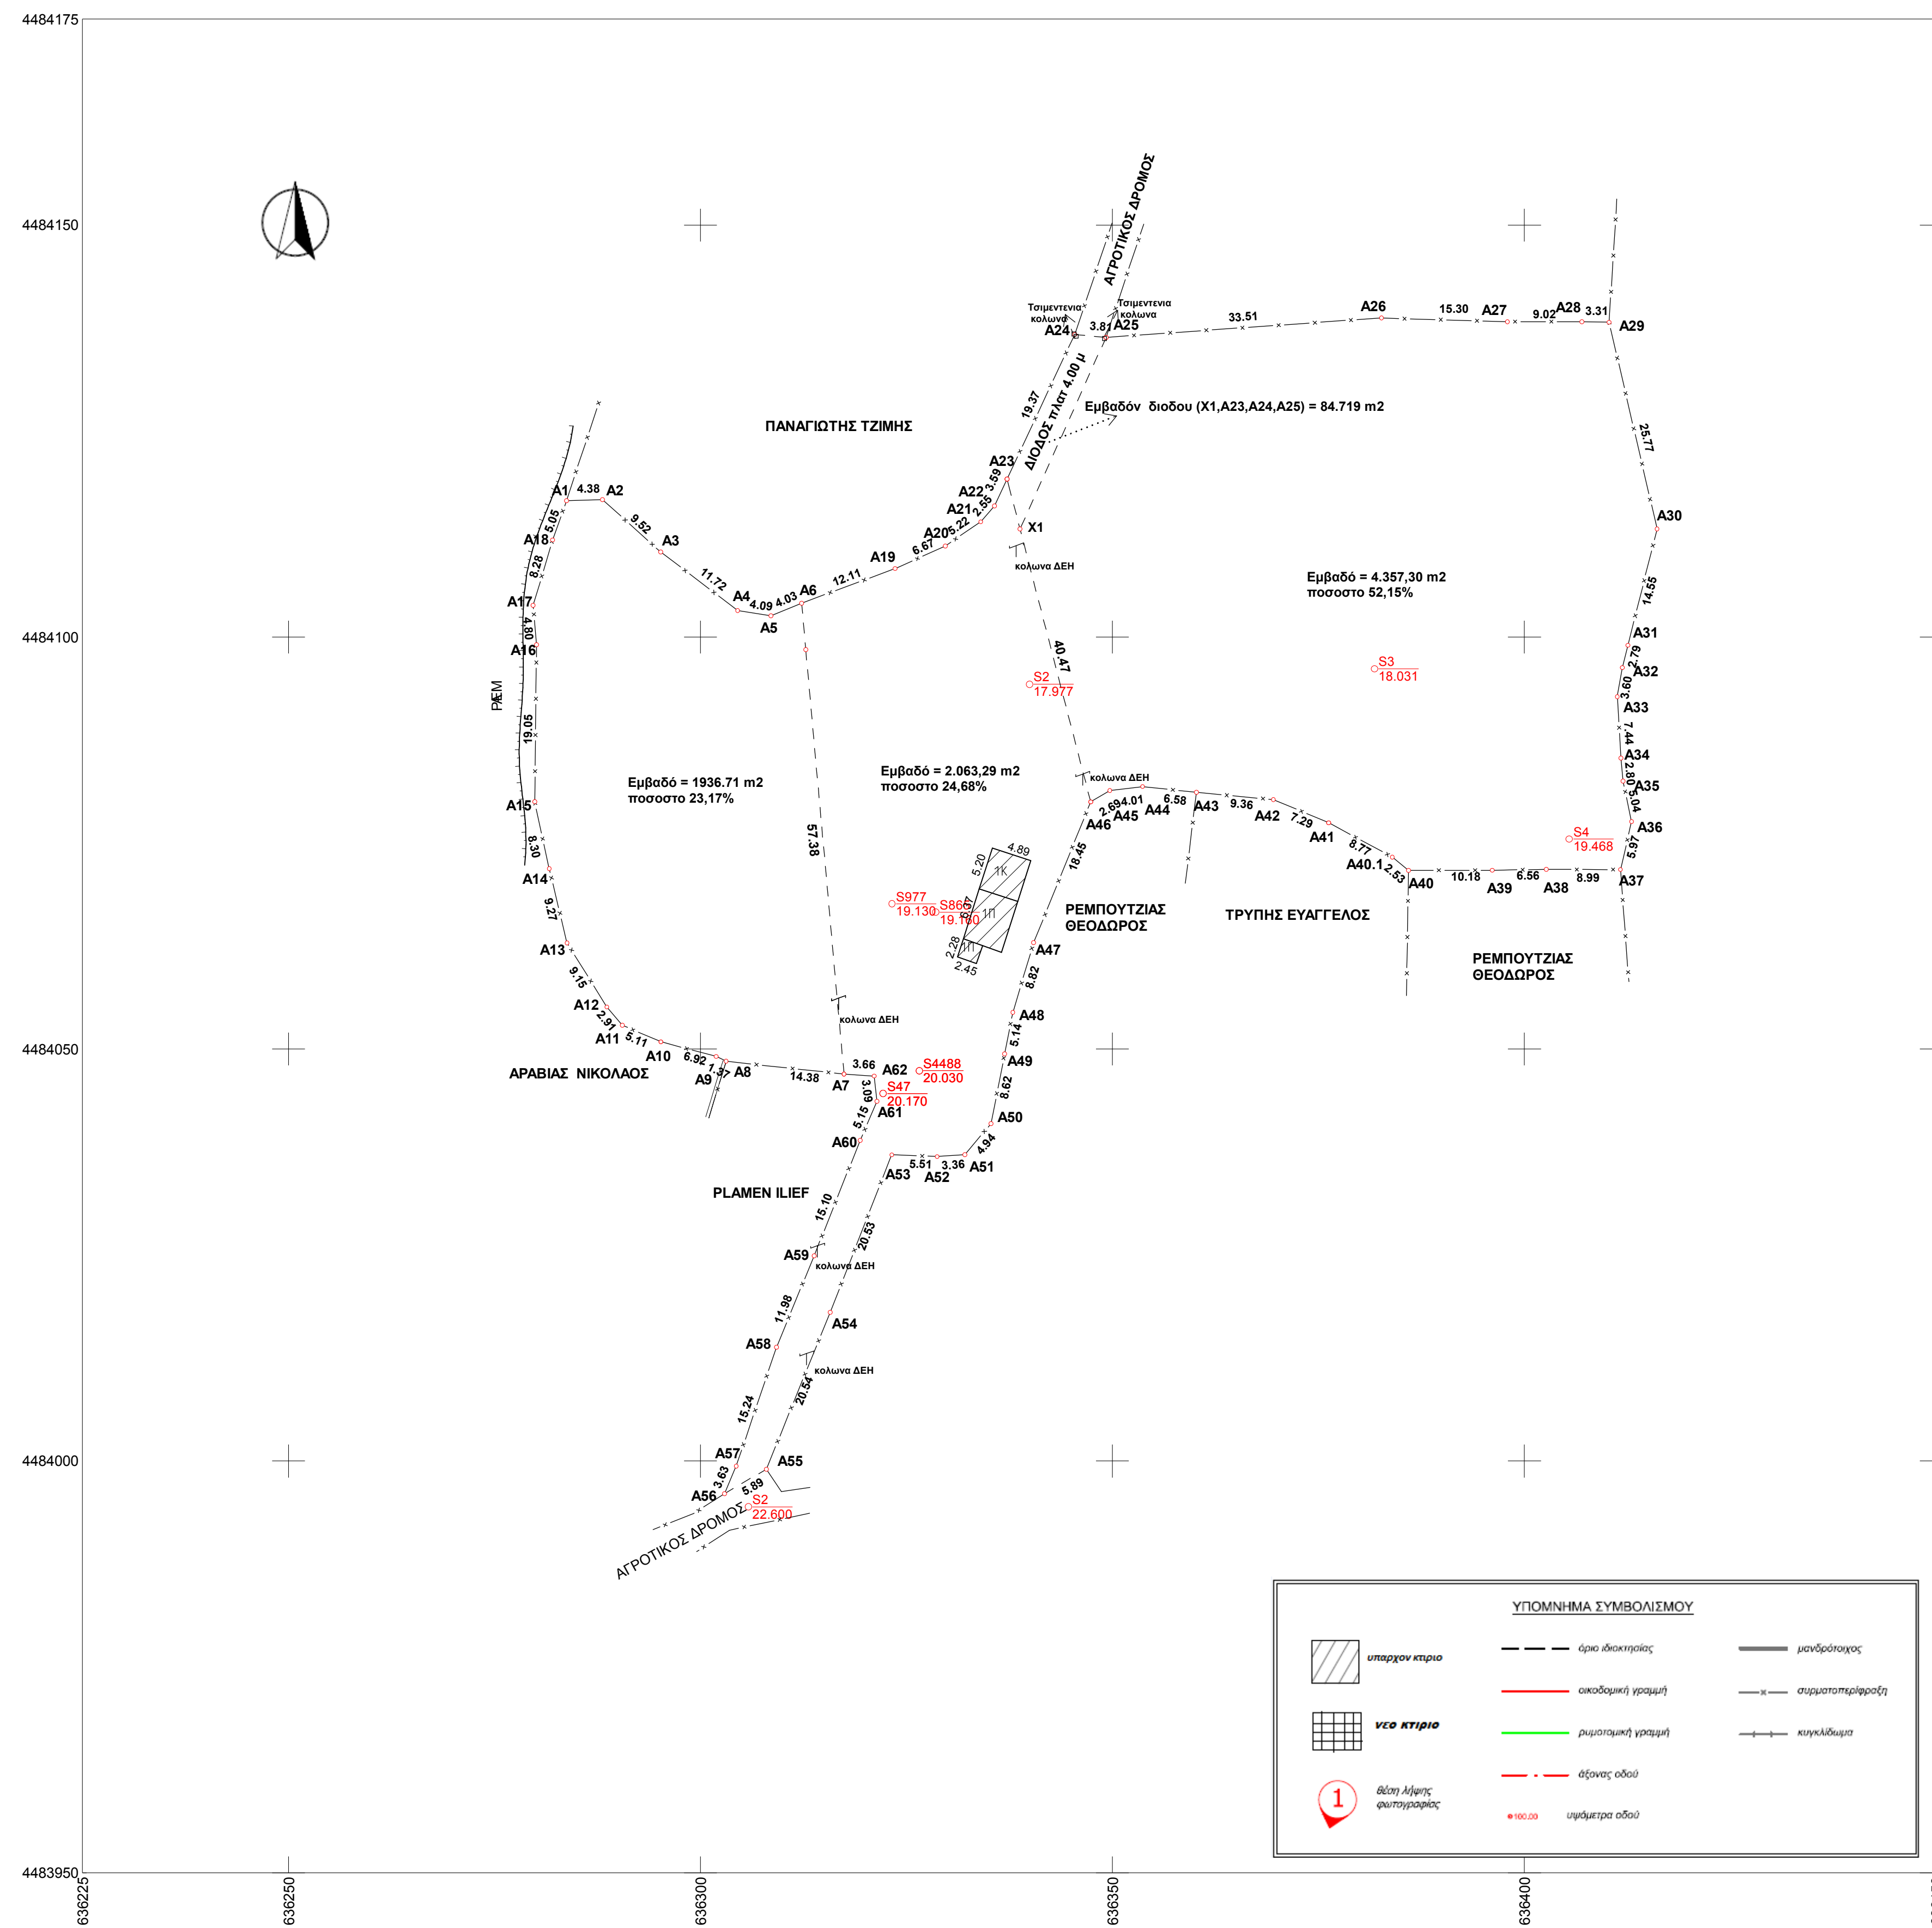 4484175
4484150
4484100
4484050
4484000
4483950
636225
636250
636300
636350
636400
ΑΓΡΟΤΙΚΟΣ ΔΡΟΜΟΣ
Τσιμεντενια
κολωνα
Τσιμεντενια
κολωνα
A24
3.81
A25
33.51
A26
15.30
A27
9.02
A28
3.31
A29
19.37
ΔΙΟΔΟΣ πλατ 4.00 μ
Εμβαδόν διοδου (Χ1,Α23,Α24,Α25) = 84.719 m2
ΠΑΝΑΓΙΩΤΗΣ ΤΖΙΜΗΣ
25.77
A23
3.59
A22
2.55
A21
5.22
A20
6.67
A19
12.11
X1
κολωνα ΔΕΗ
A30
A1
4.38
A2
5.05
A18
9.52
A3
8.28
11.72
A17
A4
4.09
4.03
A6
A5
4.80
A16
Εμβαδό = 4.357,30 m2
ποσοστο 52,15%
14.55
A31
2.79
A32
3.60
A33
7.44
A34
2.80
A35
5.04
A36
5.97
40.47
S2
17.977
S3
18.031
ΡΕΜΑ
19.05
Εμβαδό = 1936.71 m2
ποσοστο 23,17%
Εμβαδό = 2.063,29 m2
ποσοστο 24,68%
κολωνα ΔΕΗ
2.69
4.01
A46
A45
A44
6.58
A43
9.36
A42
7.29
A41
8.77
A40.1
2.53
A40
10.18
A39
6.56
A38
8.99
A37
S4
19.468
A15
8.30
A14
57.38
18.45
4.89
5.20
1Κ
6.37
1Π
2.28
1Π
2.45
S977
19.130
S866
19.160
ΡΕΜΠΟΥΤΖΙΑΣ
ΘΕΟΔΩΡΟΣ
ΤΡΥΠΗΣ ΕΥΑΓΓΕΛΟΣ
ΡΕΜΠΟΥΤΖΙΑΣ
ΘΕΟΔΩΡΟΣ
9.27
A13
A47
9.15
8.82
A12
2.91
A48
κολωνα ΔΕΗ
A11
5.11
5.14
A10
6.92
A49
1.37
A9
A8
14.38
A7
3.66
A62
S4488
20.030
ΑΡΑΒΙΑΣ ΝΙΚΟΛΑΟΣ
3.09
S47
20.170
8.62
A61
5.15
A50
A60
4.94
A53
5.51
A52
3.36
A51
PLAMEN ILIEF
15.10
20.53
A59
κολωνα ΔΕΗ
11.98
A54
A58
κολωνα ΔΕΗ
20.54
15.24
A57
A55
3.63
5.89
A56
S2
22.600
ΑΓΡΟΤΙΚΟΣ ΔΡΟΜΟΣ
ΥΠΟΜΝΗΜΑ ΣΥΜΒΟΛΙΣΜΟΥ
υπαρχον κτιριο
όριο ιδιοκτησίας
μανδρότοιχος
οικοδομική γραμμή
συρματοπερίφραξη
νεο κτιριο
ρυμοτομική γραμμή
κυγκλίδωμα
άξονας οδού
1
θέση λήψης
φωτογραφίας
160.00
υψόμετρα οδού